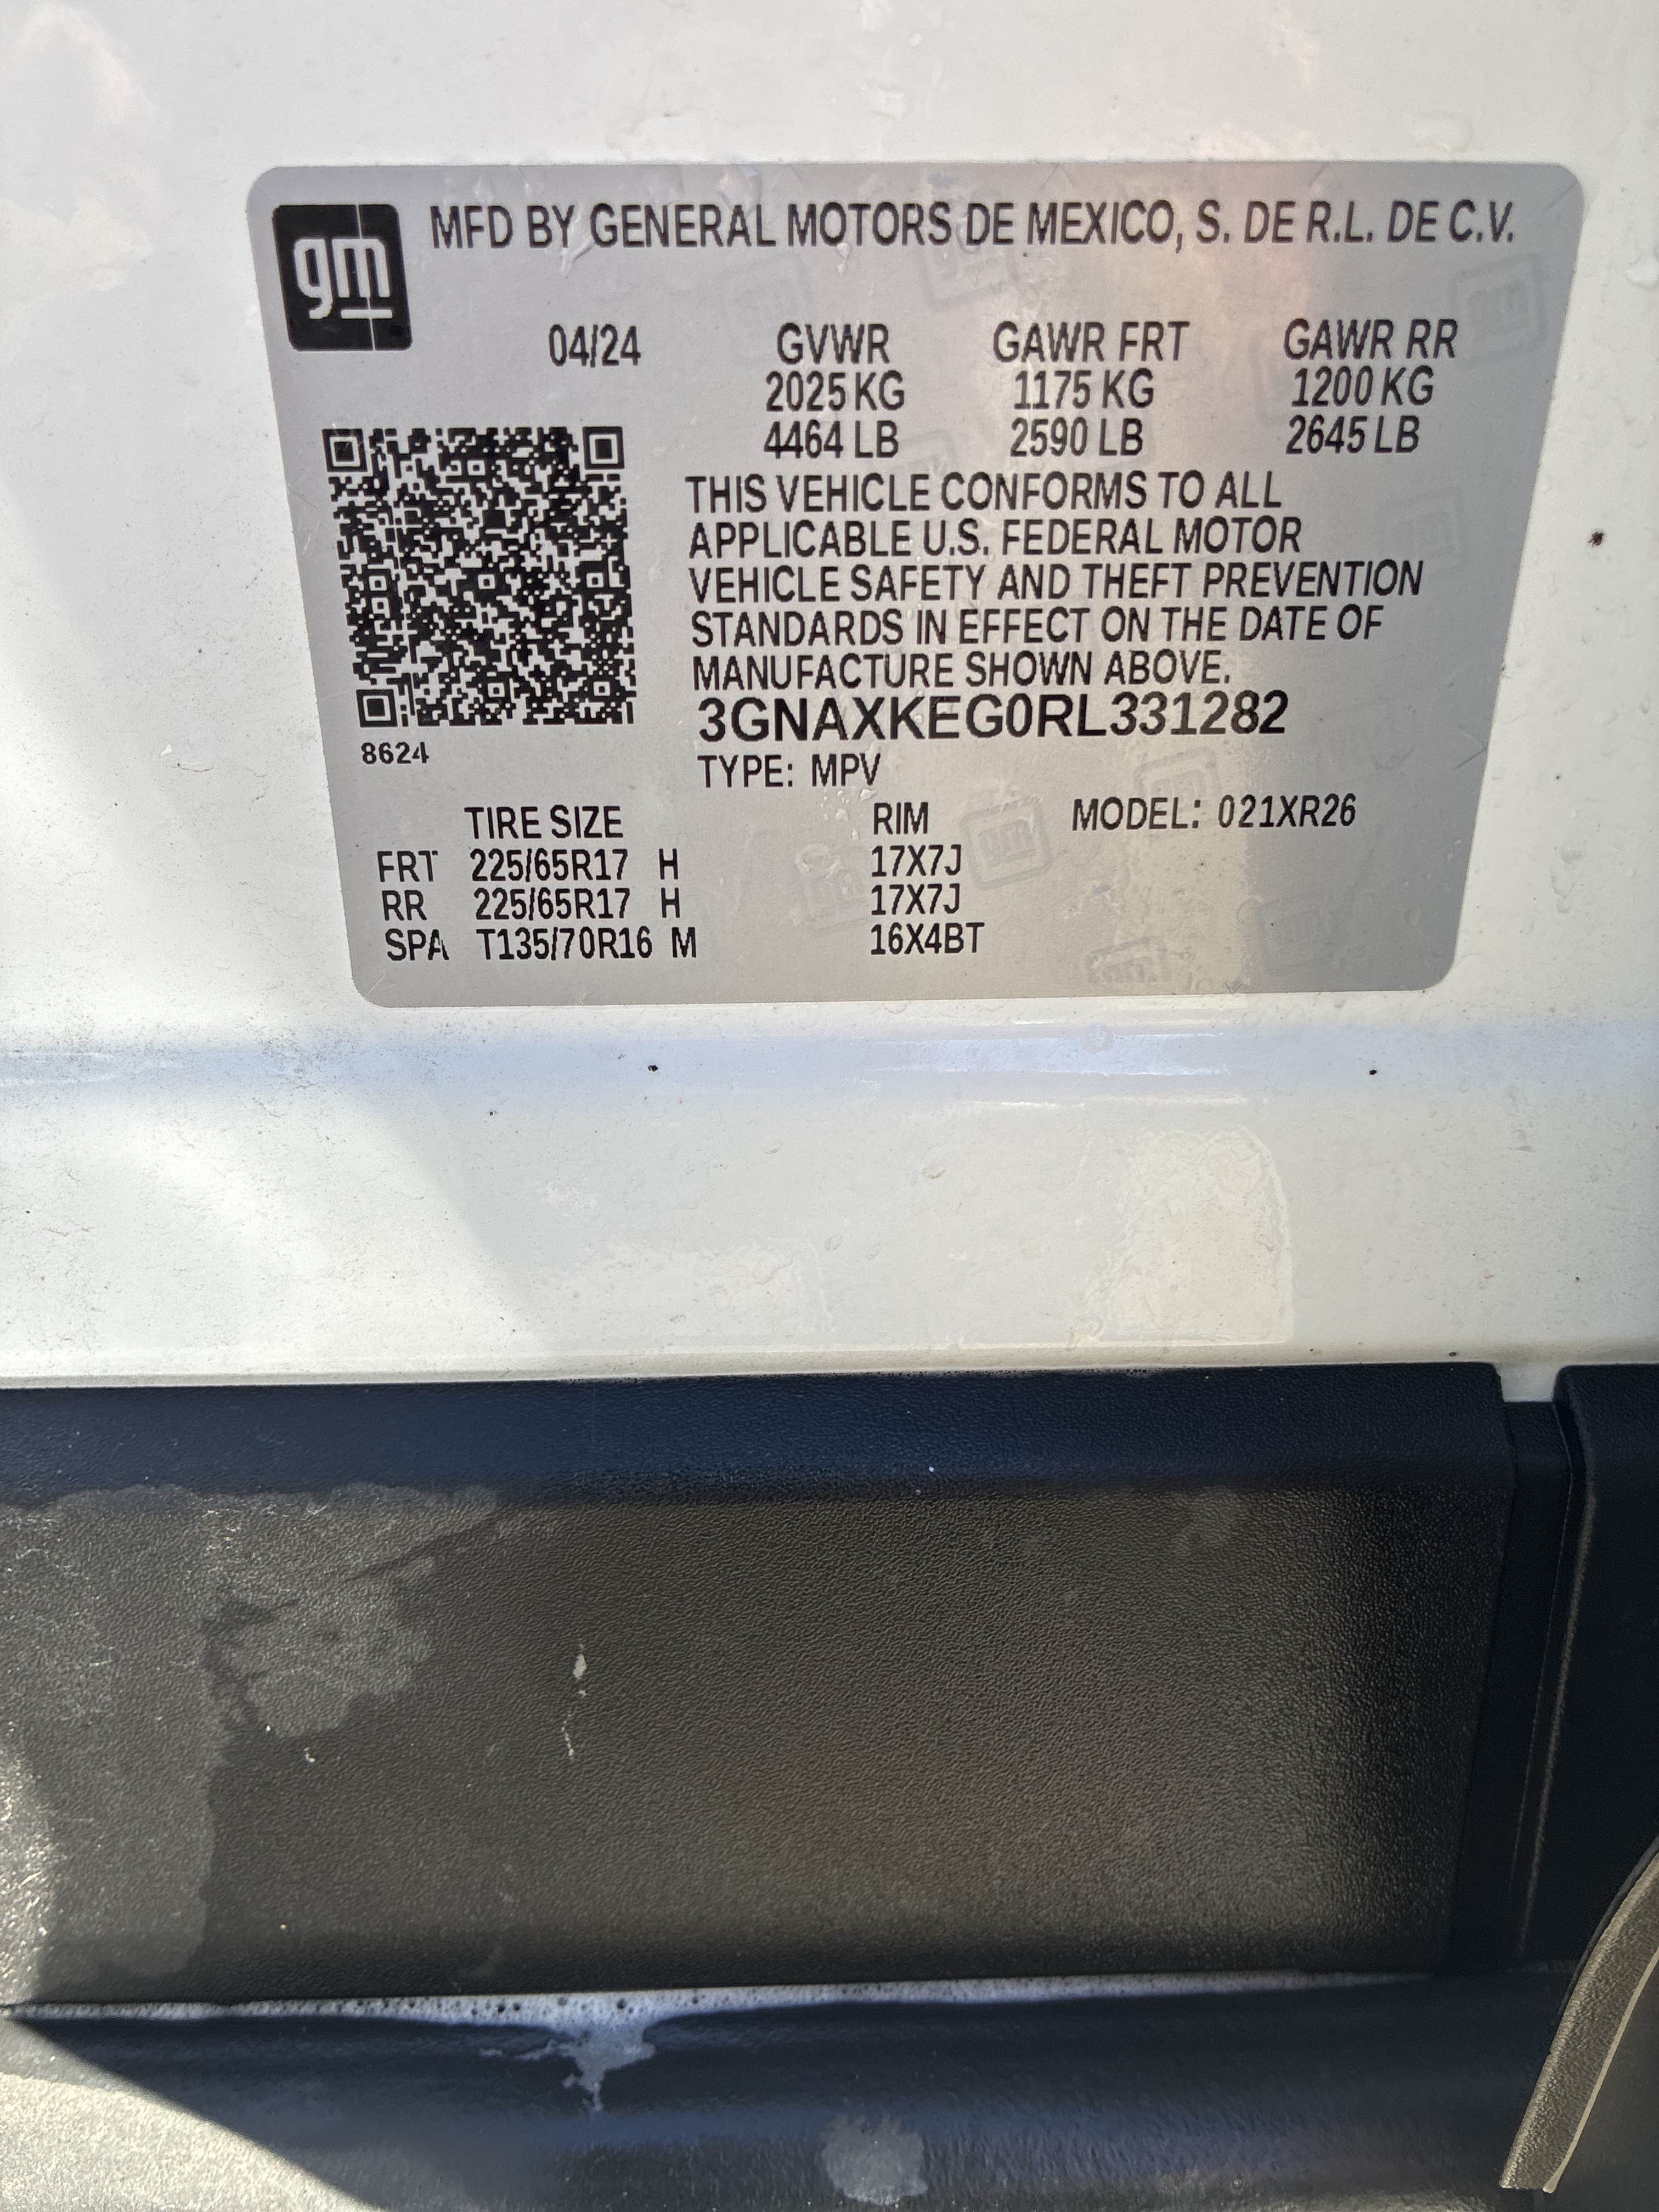 gm
MFD BY GENERAL MOTORS DE MEXICO, S. DE R.L. DE C.V.
04/24 GVWR GAWR FRT GAWR RR
2025 KG 1175 KG 1200 KG
4464 LB 2590 LB 2645 LB
THIS VEHICLE CONFORMS TO ALL
APPLICABLE U.S. FEDERAL MOTOR
VEHICLE SAFETY AND THEFT PREVENTION
STANDARDS IN EFFECT ON THE DATE OF
MANUFACTURE SHOWN ABOVE.
3GNAXKEG0RL331282
8624
TYPE: MPV
TIRE SIZE RIM MODEL: 021XR26
FRT 225/65R17 H 17X7J
RR 225/65R17 H 17X7J
SPA T135/70R16 M 16X4BT